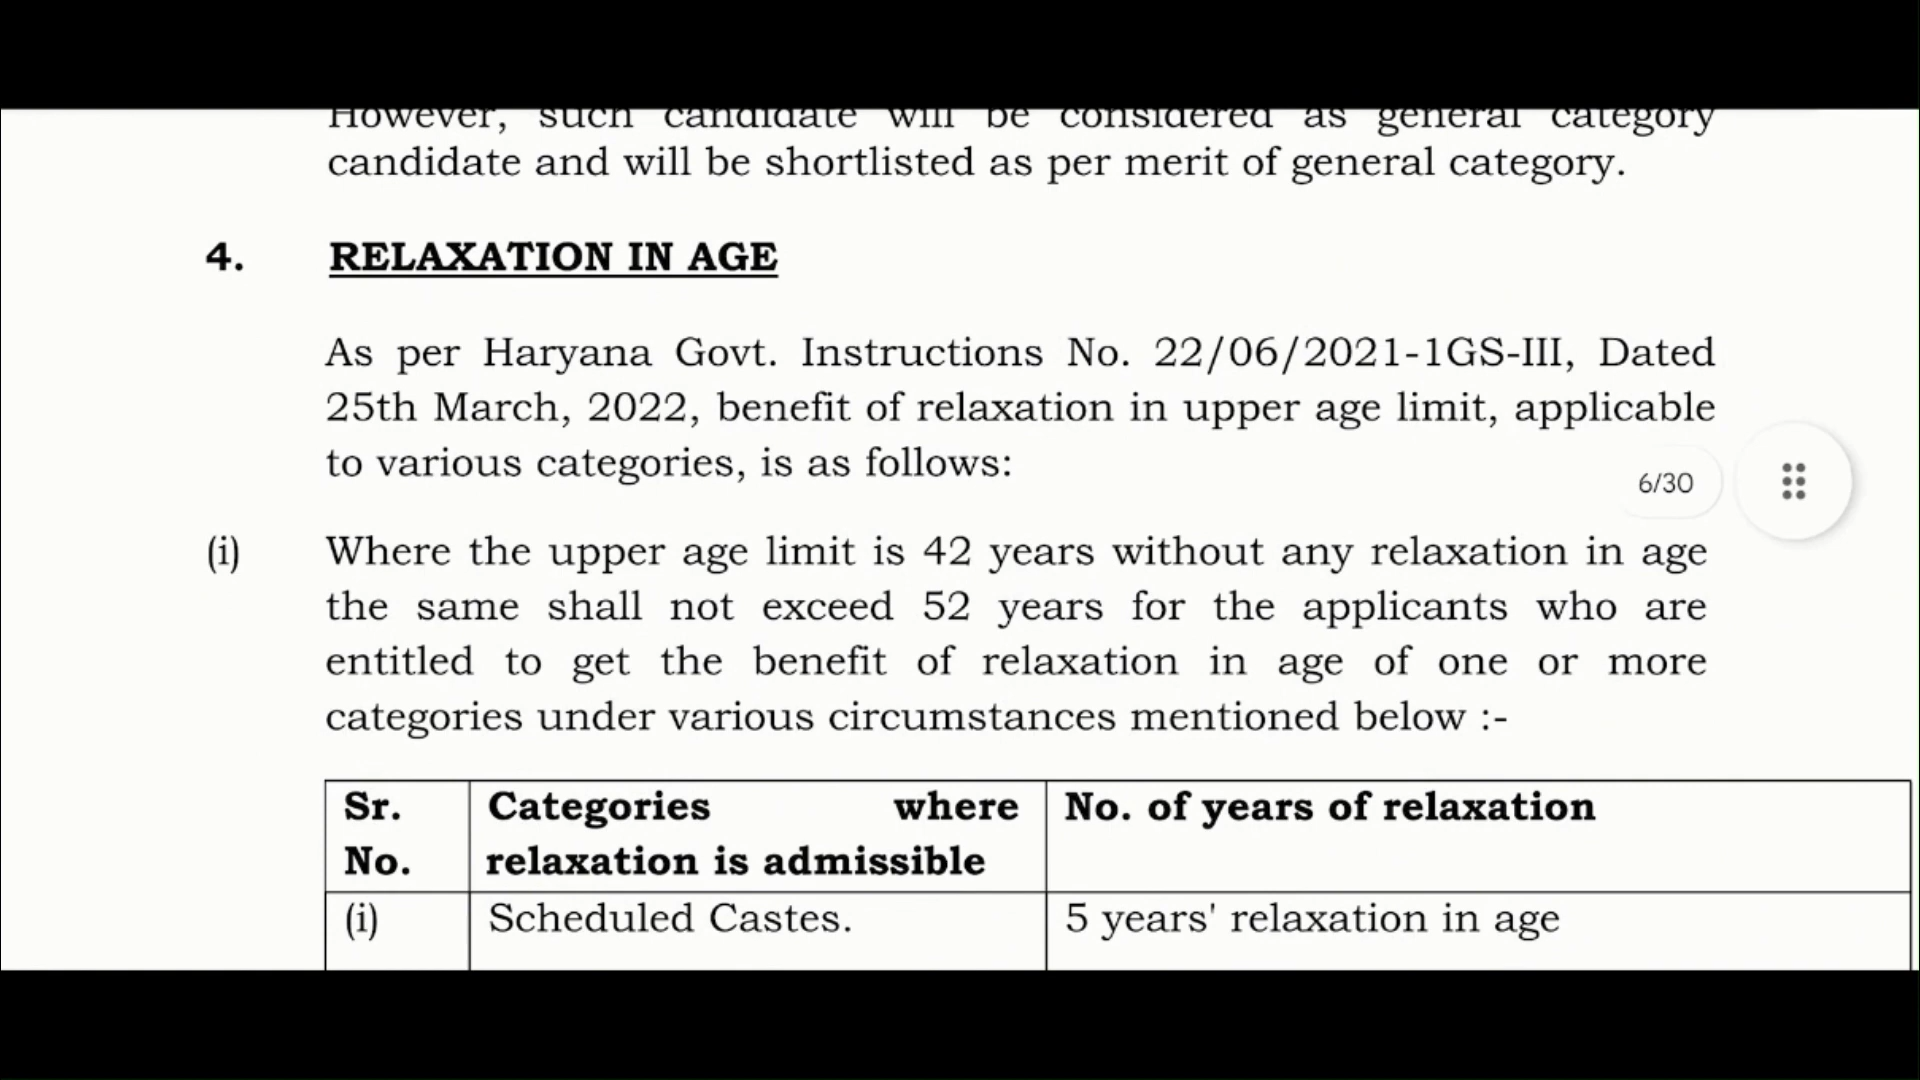 However, such candidate will be considered as general category
candidate and will be shortlisted as per merit of general category.
4. RELAXATION IN AGE
As per Haryana Govt. Instructions No. 22/06/2021-1GS-III, Dated
25th March, 2022, benefit of relaxation in upper age limit, applicable
to various categories, is as follows:
6/30
(i) Where the upper age limit is 42 years without any relaxation in age
the same shall not exceed 52 years for the applicants who are
entitled to get the benefit of relaxation in age of one or more
categories under various circumstances mentioned below :-
Sr. Categories where No. of years of relaxation
No. relaxation is admissible
(i) Scheduled Castes. 5 years' relaxation in age